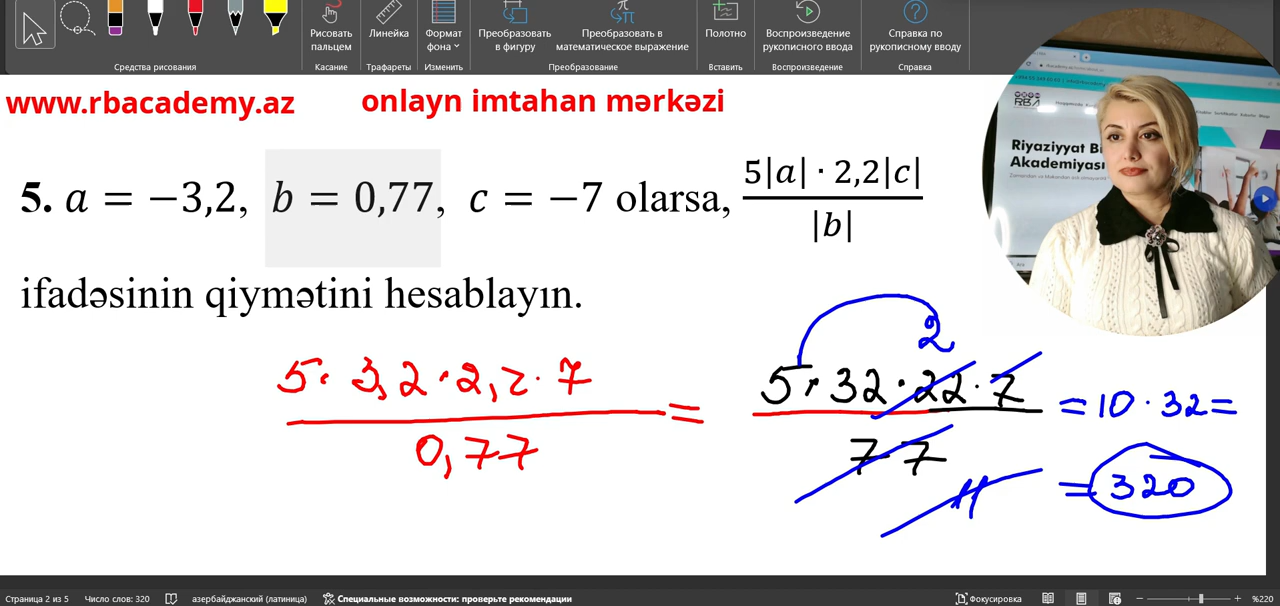 Рисовать пальцем
Линейка
Формат фона
Преобразовать в фигуру
Преобразовать в математическое выражение
Полотно
Воспроизведение рукописного ввода
Справка по рукописному вводу
Средства рисования
Касание
Трафареты
Изменить
Преобразование
Вставить
Воспроизведение
Справка
www.rbacademy.az onlayn imtahan mərkəzi
RBA
Riyaziyyat Bi
Akademiyası
5. a = −3,2, b = 0,77, c = −7 olarsa, 5|a| · 2,2|c| / |b|
ifadəsinin qiymətini hesablayın.
5 · 3,2 · 2,2 · 7
0,77
=
2
5 · 32 · 22 · 7
77
11
= 10 · 32 =
= 320
Страница 2 из 5 Число слов: 320 азербайджанский (латиница) Специальные возможности: проверьте рекомендации Фокусировка %220